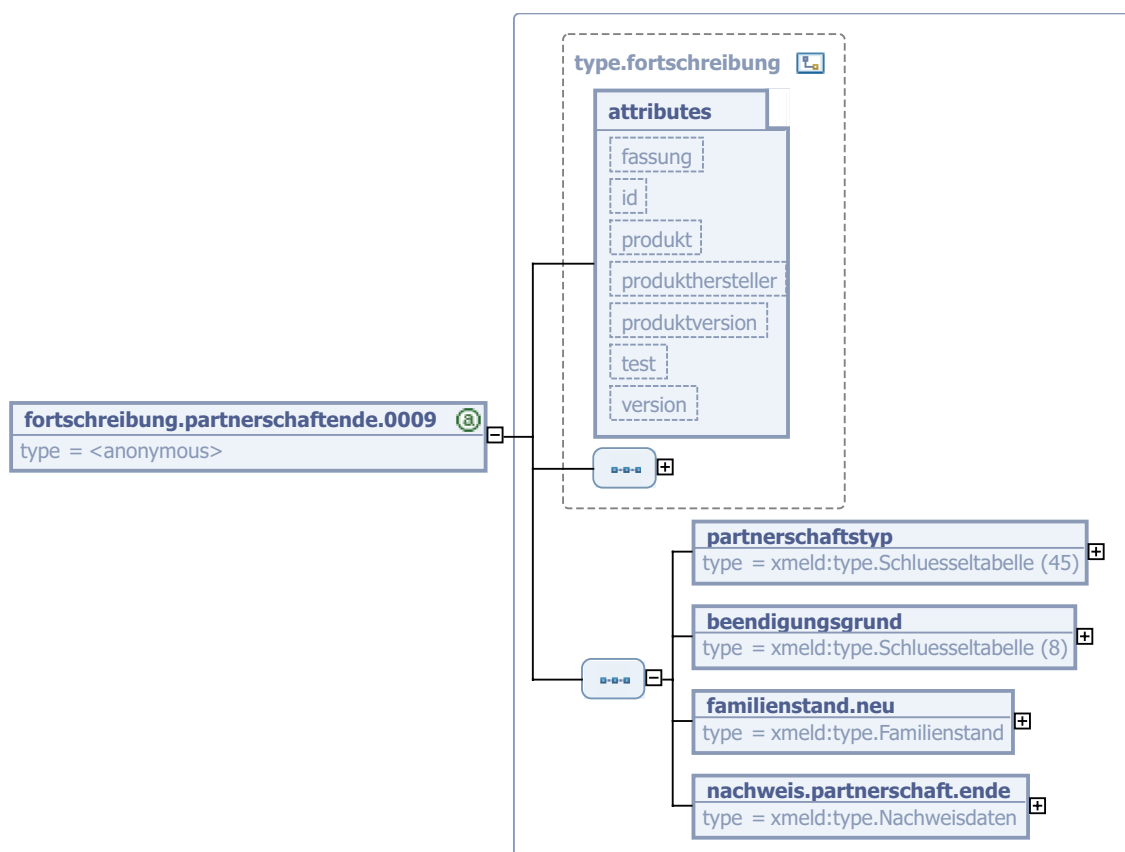 type.fortschreibung
attributes
fassung
id
produkt
produkthersteller
produktversion
test
version
fortschreibung.partnerschaftende.0009 a
type = <anonymous>
partnerschaftstyp
type = xmeld:type.Schluesseltabelle (45)
beendigungsgrund
type = xmeld:type.Schluesseltabelle (8)
familienstand.neu
type = xmeld:type.Familienstand
nachweis.partnerschaft.ende
type = xmeld:type.Nachweisdaten